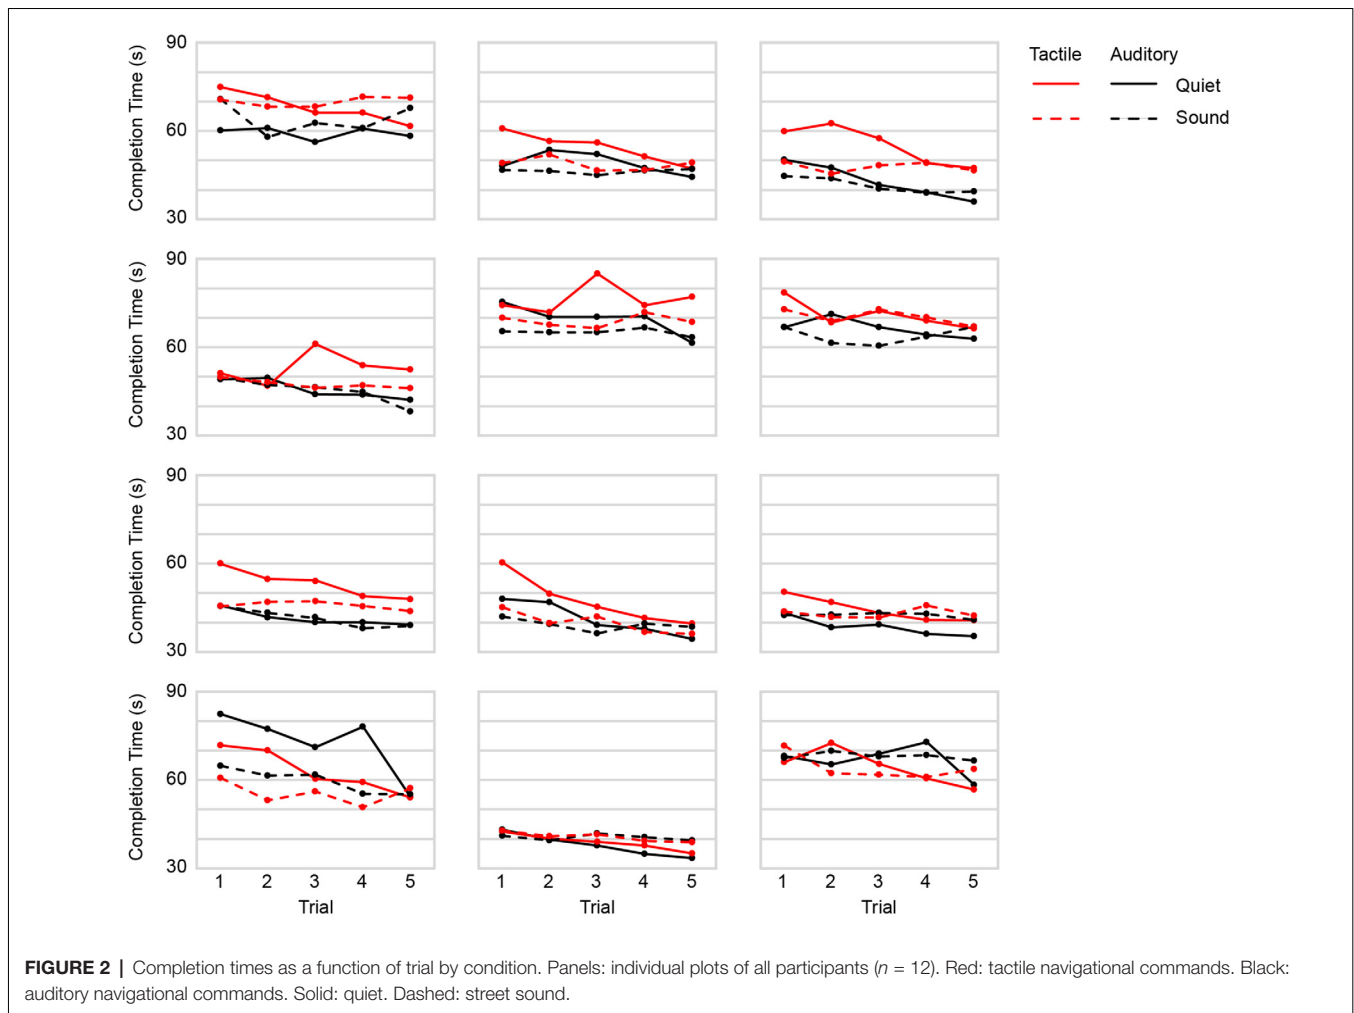 Tactile Auditory
Quiet
Sound
Completion Time (s)
90
60
30
Completion Time (s)
90
60
30
Completion Time (s)
90
60
30
Completion Time (s)
90
60
30
1 2 3 4 5
Trial
1 2 3 4 5
Trial
1 2 3 4 5
Trial
FIGURE 2 | Completion times as a function of trial by condition. Panels: individual plots of all participants (n = 12). Red: tactile navigational commands. Black:
auditory navigational commands. Solid: quiet. Dashed: street sound.